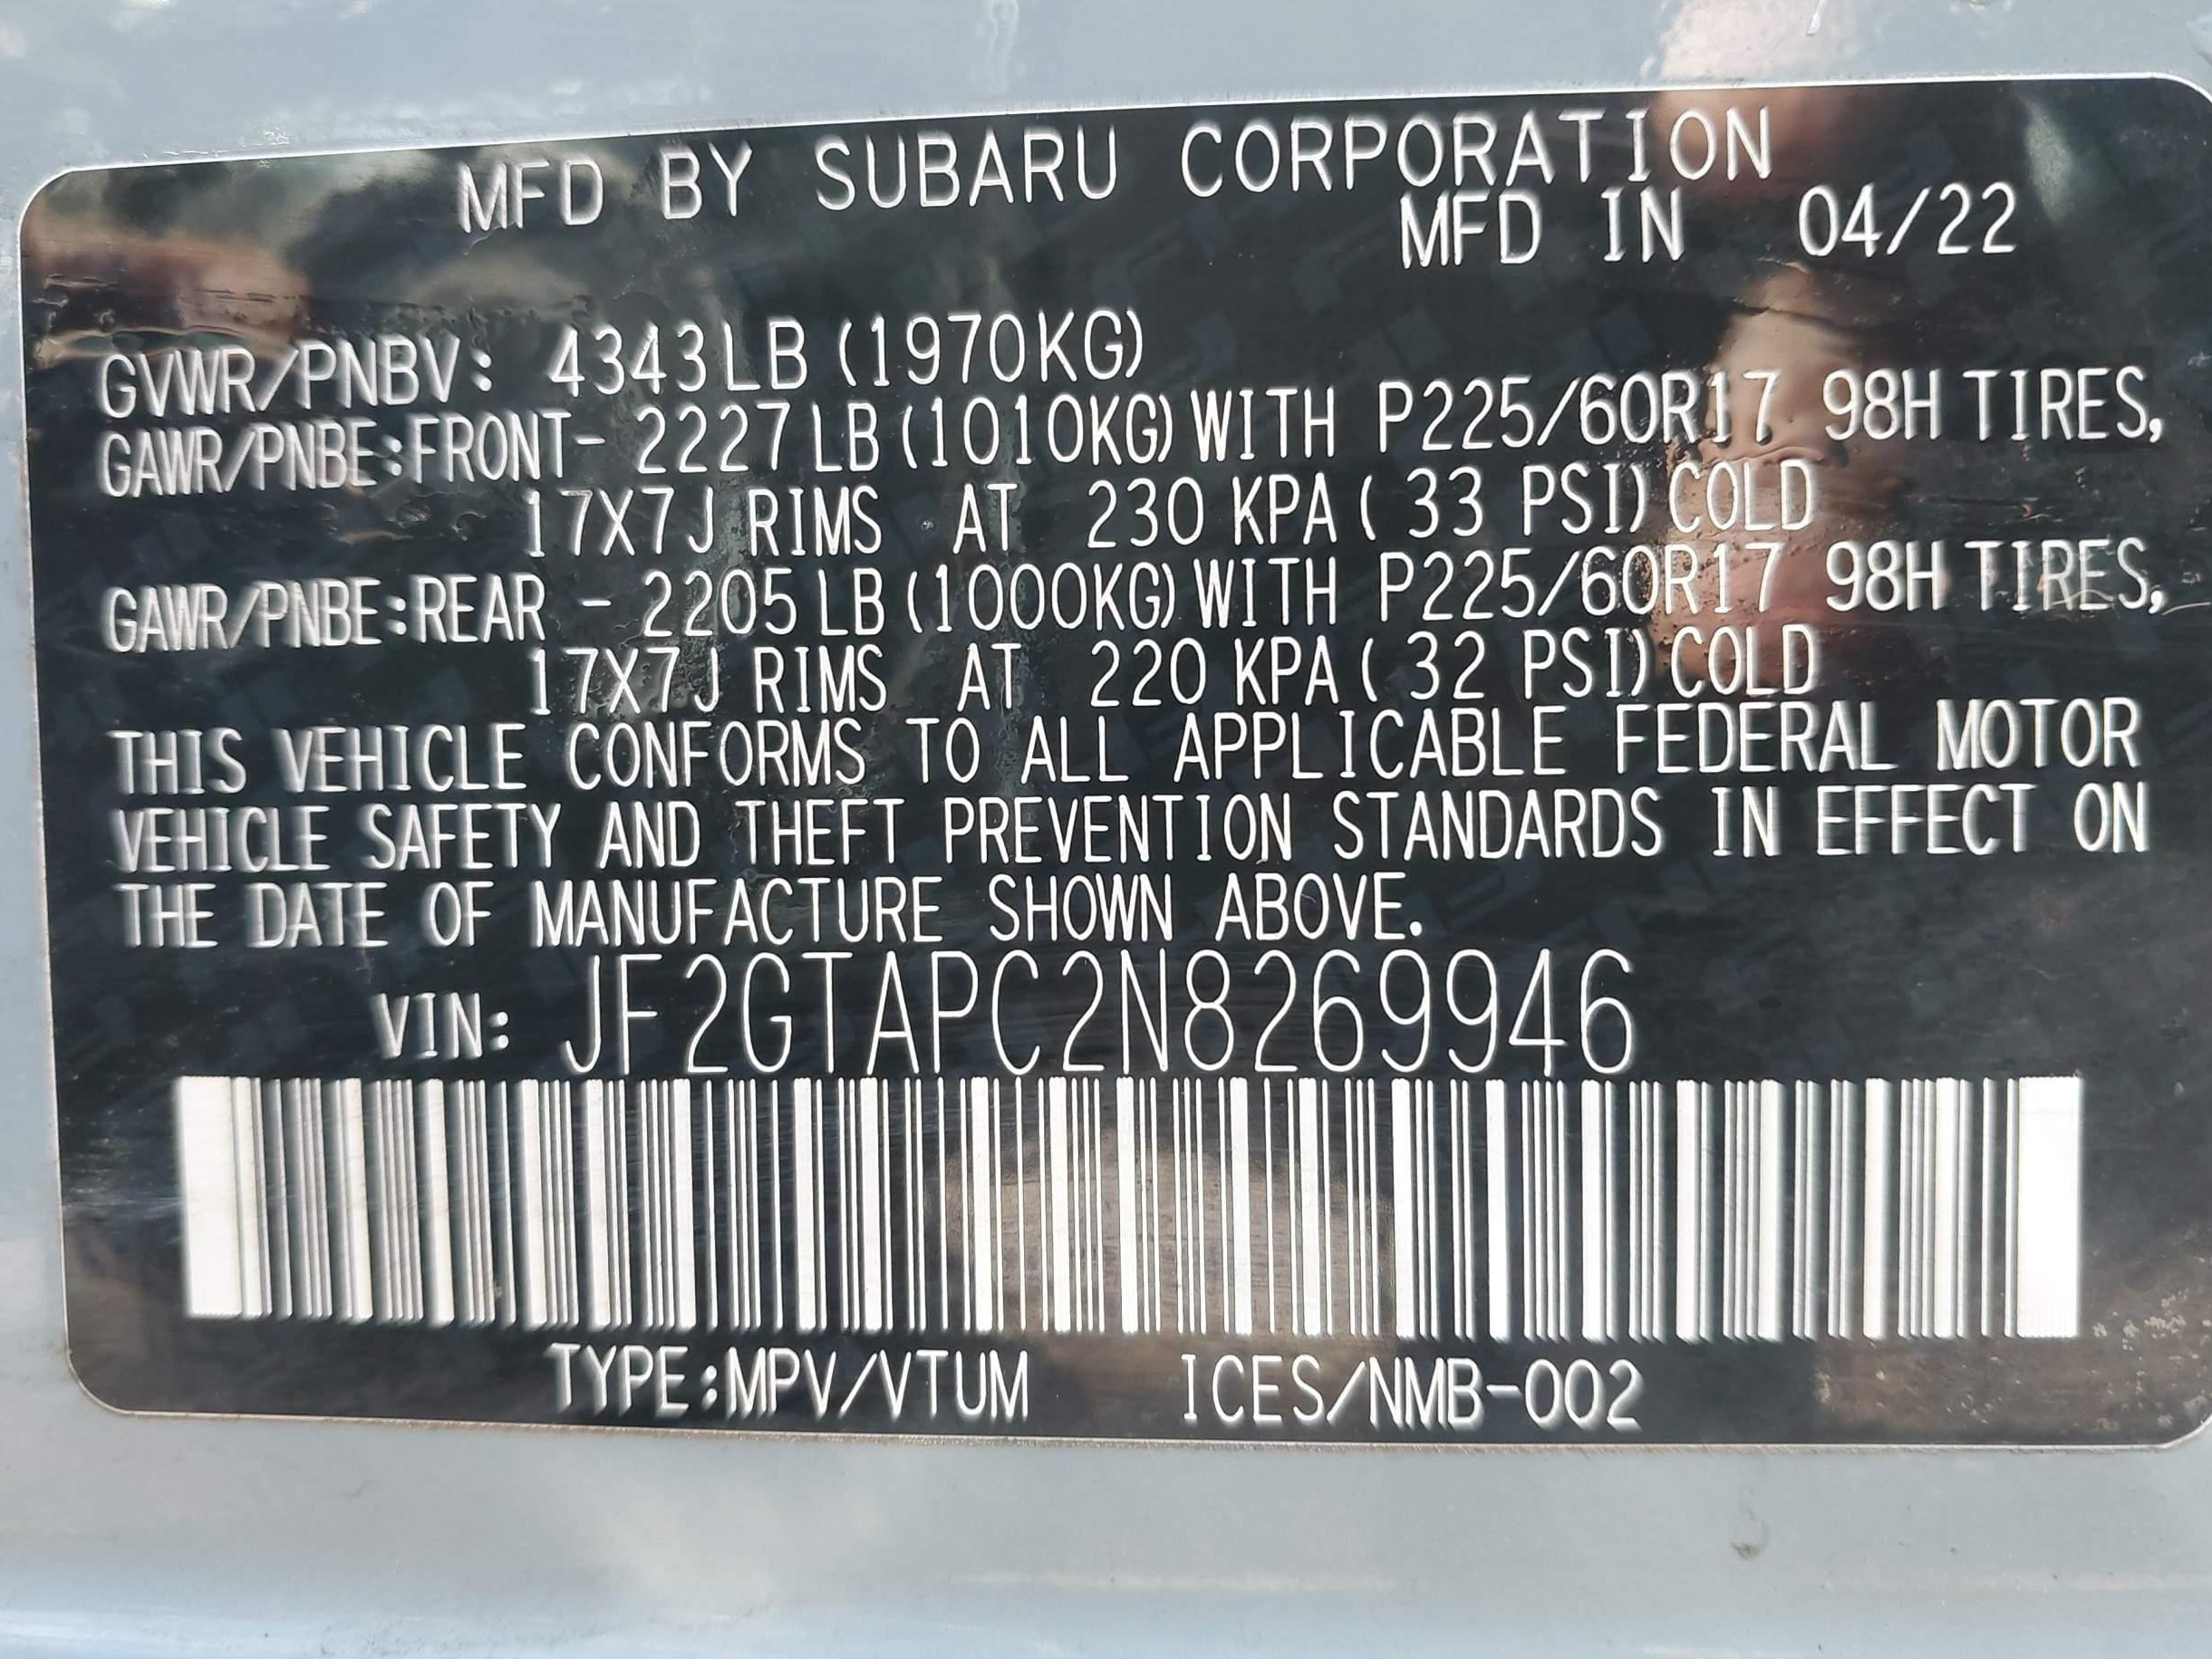 MFD BY SUBARU CORPORATION
MFD IN 04/22
GVWR/PNBV: 4343LB (1970KG)
GAWR/PNBE:FRONT- 2227LB (1010KG) WITH P225/60R17 98H TIRES,
17X7J RIMS AT 230 KPA ( 33 PSI) COLD
GAWR/PNBE:REAR - 2205LB (1000KG) WITH P225/60R17 98H TIRES,
17X7J RIMS AT 220 KPA ( 32 PSI) COLD
THIS VEHICLE CONFORMS TO ALL APPLICABLE FEDERAL MOTOR
VEHICLE SAFETY AND THEFT PREVENTION STANDARDS IN EFFECT ON
THE DATE OF MANUFACTURE SHOWN ABOVE.
VIN: JF2GTAPC2N8269946
TYPE:MPV/VTUM ICES/NMB-002